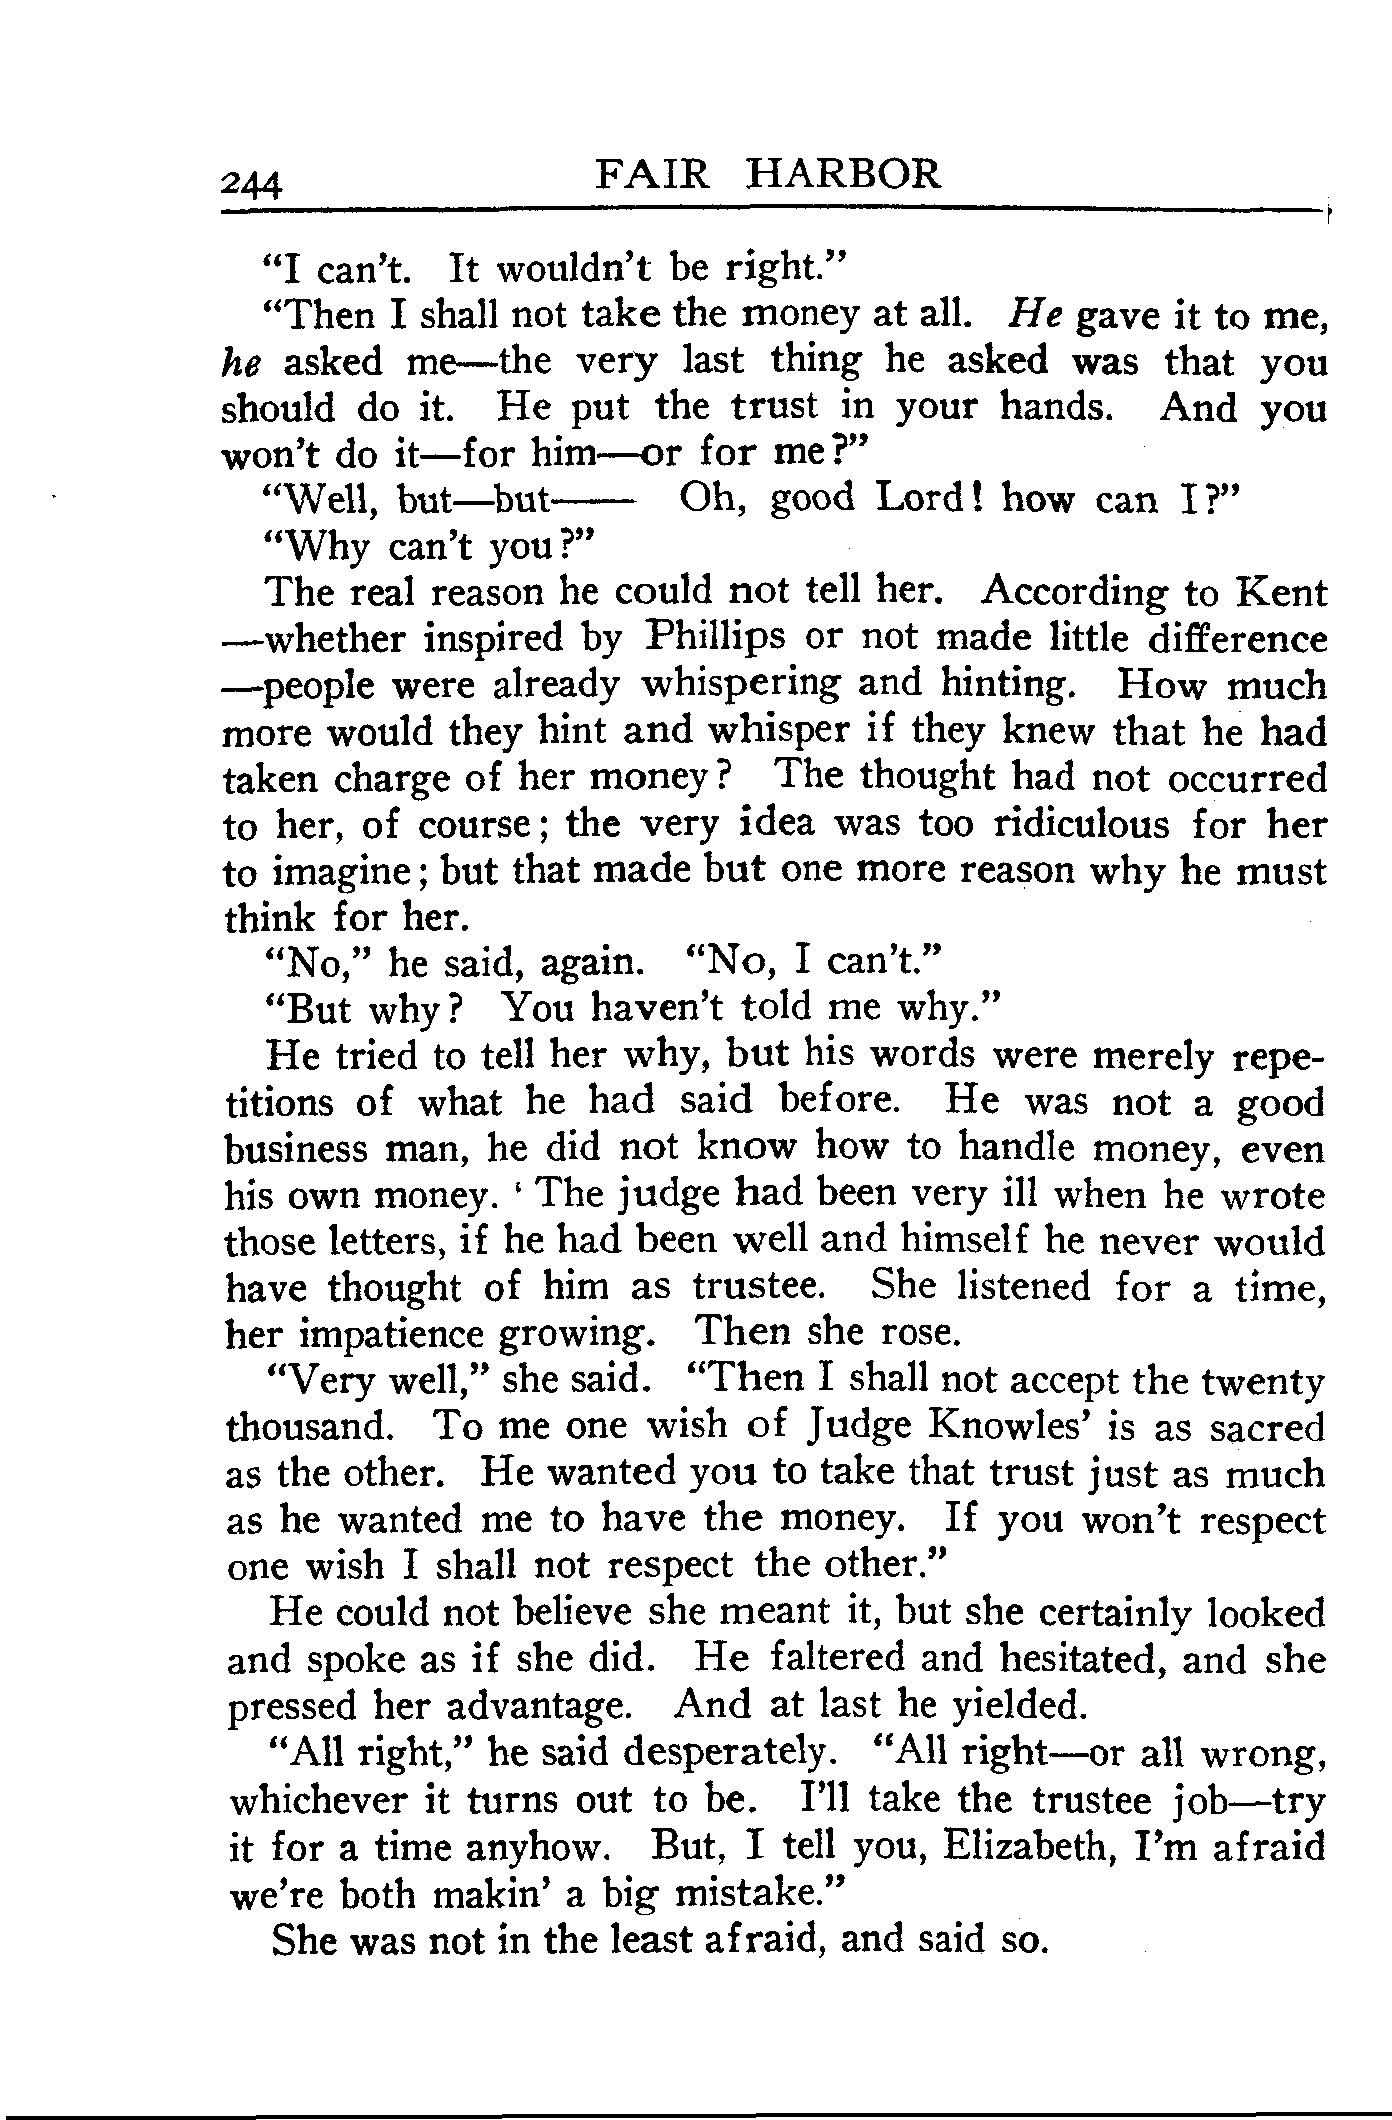 244 FAIR HARBOR
“I can’t. It wouldn’t be right.”
“Then I shall not take the money at all. He gave it to me,
he asked me—the very last thing he asked was that you
should do it. He put the trust in your hands. And you
won’t do it—for him—or for me?”
“Well, but—but—— Oh, good Lord! how can I?”
“Why can’t you?”
The real reason he could not tell her. According to Kent
—whether inspired by Phillips or not made little difference
—people were already whispering and hinting. How much
more would they hint and whisper if they knew that he had
taken charge of her money? The thought had not occurred
to her, of course; the very idea was too ridiculous for her
to imagine; but that made but one more reason why he must
think for her.
“No,” he said, again. “No, I can’t.”
“But why? You haven’t told me why.”
He tried to tell her why, but his words were merely repe-
titions of what he had said before. He was not a good
business man, he did not know how to handle money, even
his own money. ‘ The judge had been very ill when he wrote
those letters, if he had been well and himself he never would
have thought of him as trustee. She listened for a time,
her impatience growing. Then she rose.
“Very well,” she said. “Then I shall not accept the twenty
thousand. To me one wish of Judge Knowles’ is as sacred
as the other. He wanted you to take that trust just as much
as he wanted me to have the money. If you won’t respect
one wish I shall not respect the other.”
He could not believe she meant it, but she certainly looked
and spoke as if she did. He faltered and hesitated, and she
pressed her advantage. And at last he yielded.
“All right,” he said desperately. “All right—or all wrong,
whichever it turns out to be. I’ll take the trustee job—try
it for a time anyhow. But, I tell you, Elizabeth, I’m afraid
we’re both makin’ a big mistake.”
She was not in the least afraid, and said so.